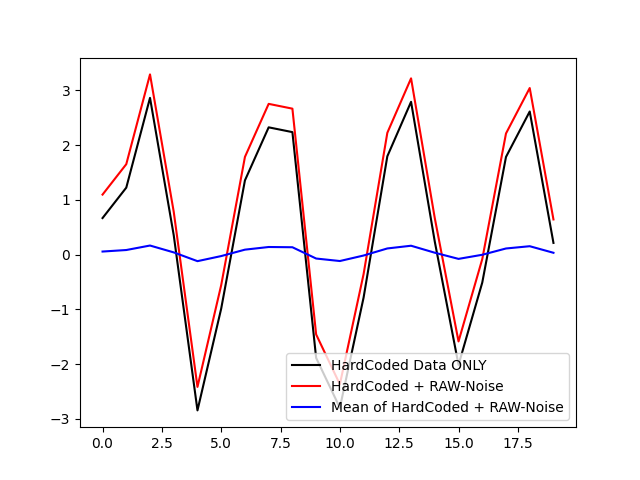 3
2
1
0
−1
−2
−3
HardCoded Data ONLY
HardCoded + RAW-Noise
Mean of HardCoded + RAW-Noise
0.0 2.5 5.0 7.5 10.0 12.5 15.0 17.5